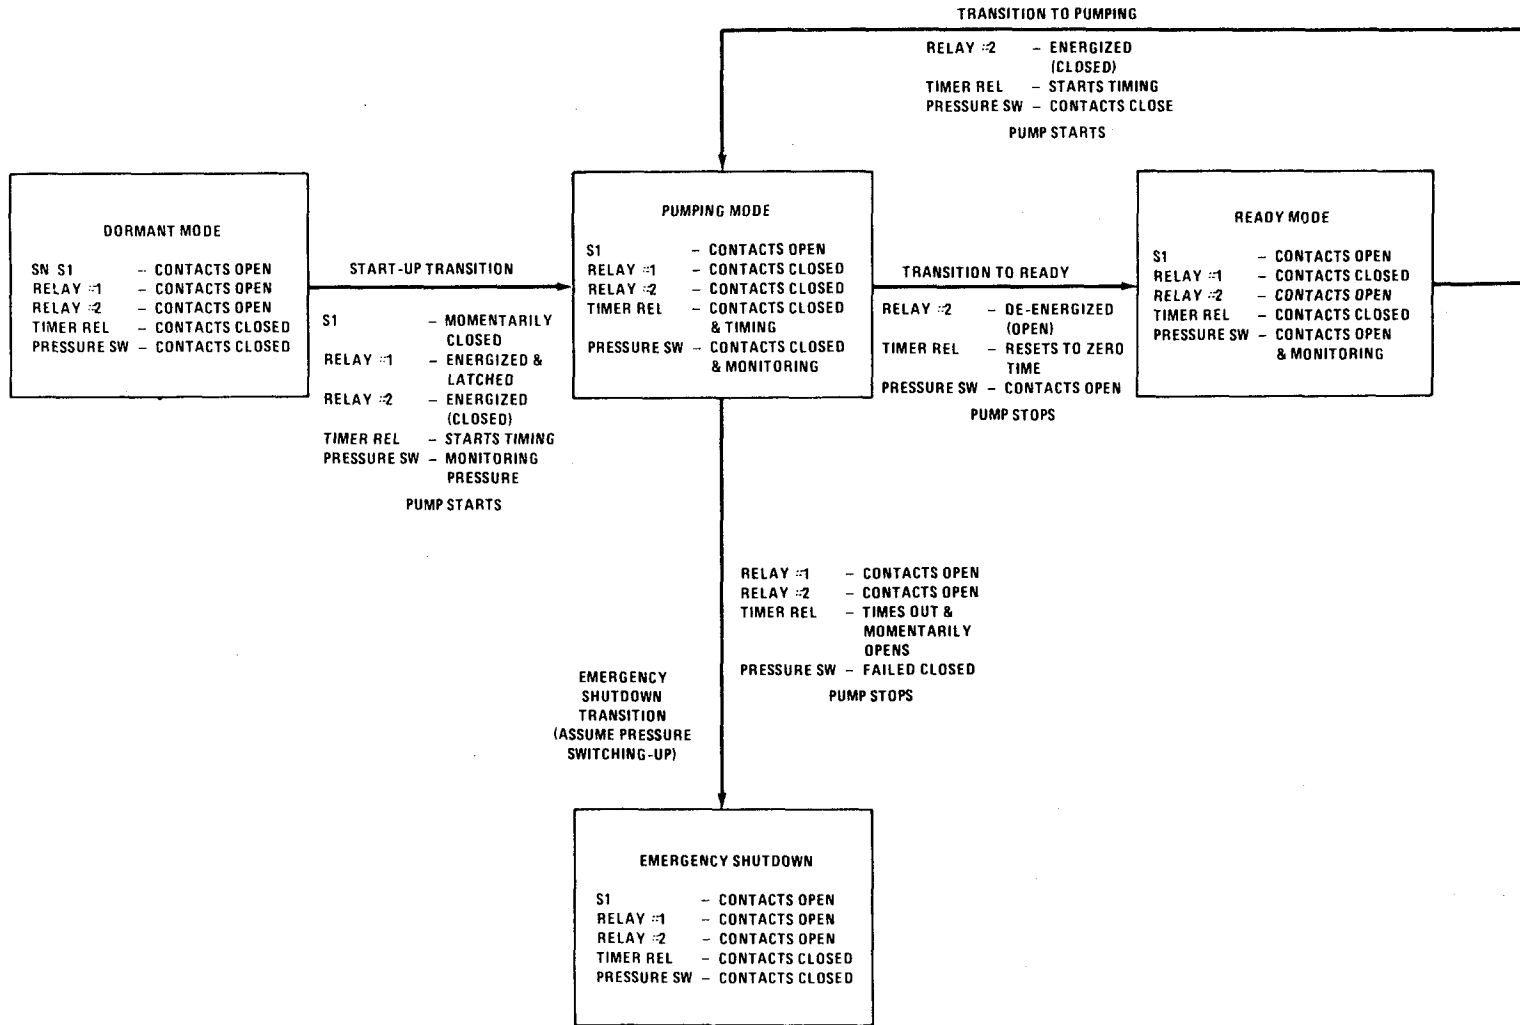 TRANSITION TO PUMPING
RELAY #2 – ENERGIZED
(CLOSED)
TIMER REL – STARTS TIMING
PRESSURE SW – CONTACTS CLOSE
PUMP STARTS
DORMANT MODE
SN S1 – CONTACTS OPEN
RELAY #1 – CONTACTS OPEN
RELAY #2 – CONTACTS OPEN
TIMER REL – CONTACTS CLOSED
PRESSURE SW – CONTACTS CLOSED
START-UP TRANSITION
S1 – MOMENTARILY
CLOSED
RELAY #1 – ENERGIZED &
LATCHED
RELAY #2 – ENERGIZED
(CLOSED)
TIMER REL – STARTS TIMING
PRESSURE SW – MONITORING
PRESSURE
PUMP STARTS
PUMPING MODE
S1 – CONTACTS OPEN
RELAY #1 – CONTACTS CLOSED
RELAY #2 – CONTACTS CLOSED
TIMER REL – CONTACTS CLOSED
& TIMING
PRESSURE SW – CONTACTS CLOSED
& MONITORING
TRANSITION TO READY
RELAY #2 – DE-ENERGIZED
(OPEN)
TIMER REL – RESETS TO ZERO
TIME
PRESSURE SW – CONTACTS OPEN
PUMP STOPS
READY MODE
S1 – CONTACTS OPEN
RELAY #1 – CONTACTS CLOSED
RELAY #2 – CONTACTS OPEN
TIMER REL – CONTACTS CLOSED
PRESSURE SW – CONTACTS OPEN
& MONITORING
RELAY #1 – CONTACTS OPEN
RELAY #2 – CONTACTS OPEN
TIMER REL – TIMES OUT &
MOMENTARILY
OPENS
PRESSURE SW – FAILED CLOSED
PUMP STOPS
EMERGENCY
SHUTDOWN
TRANSITION
(ASSUME PRESSURE
SWITCHING-UP)
EMERGENCY SHUTDOWN
S1 – CONTACTS OPEN
RELAY #1 – CONTACTS OPEN
RELAY #2 – CONTACTS OPEN
TIMER REL – CONTACTS CLOSED
PRESSURE SW – CONTACTS CLOSED